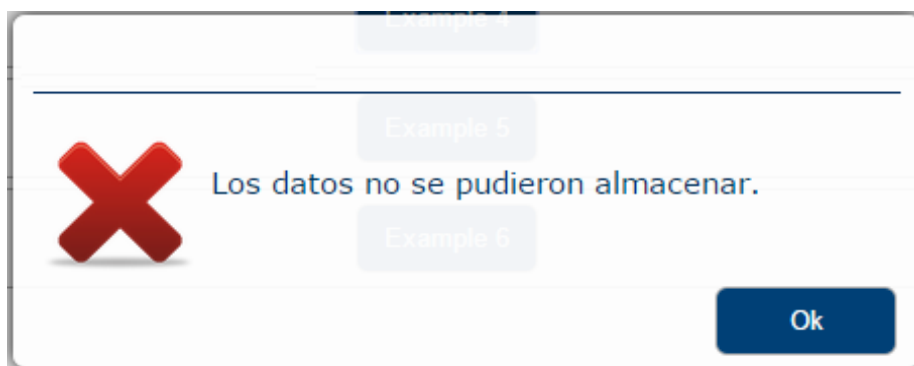 Example 4
Example 5
Los datos no se pudieron almacenar.
Example 6
Ok